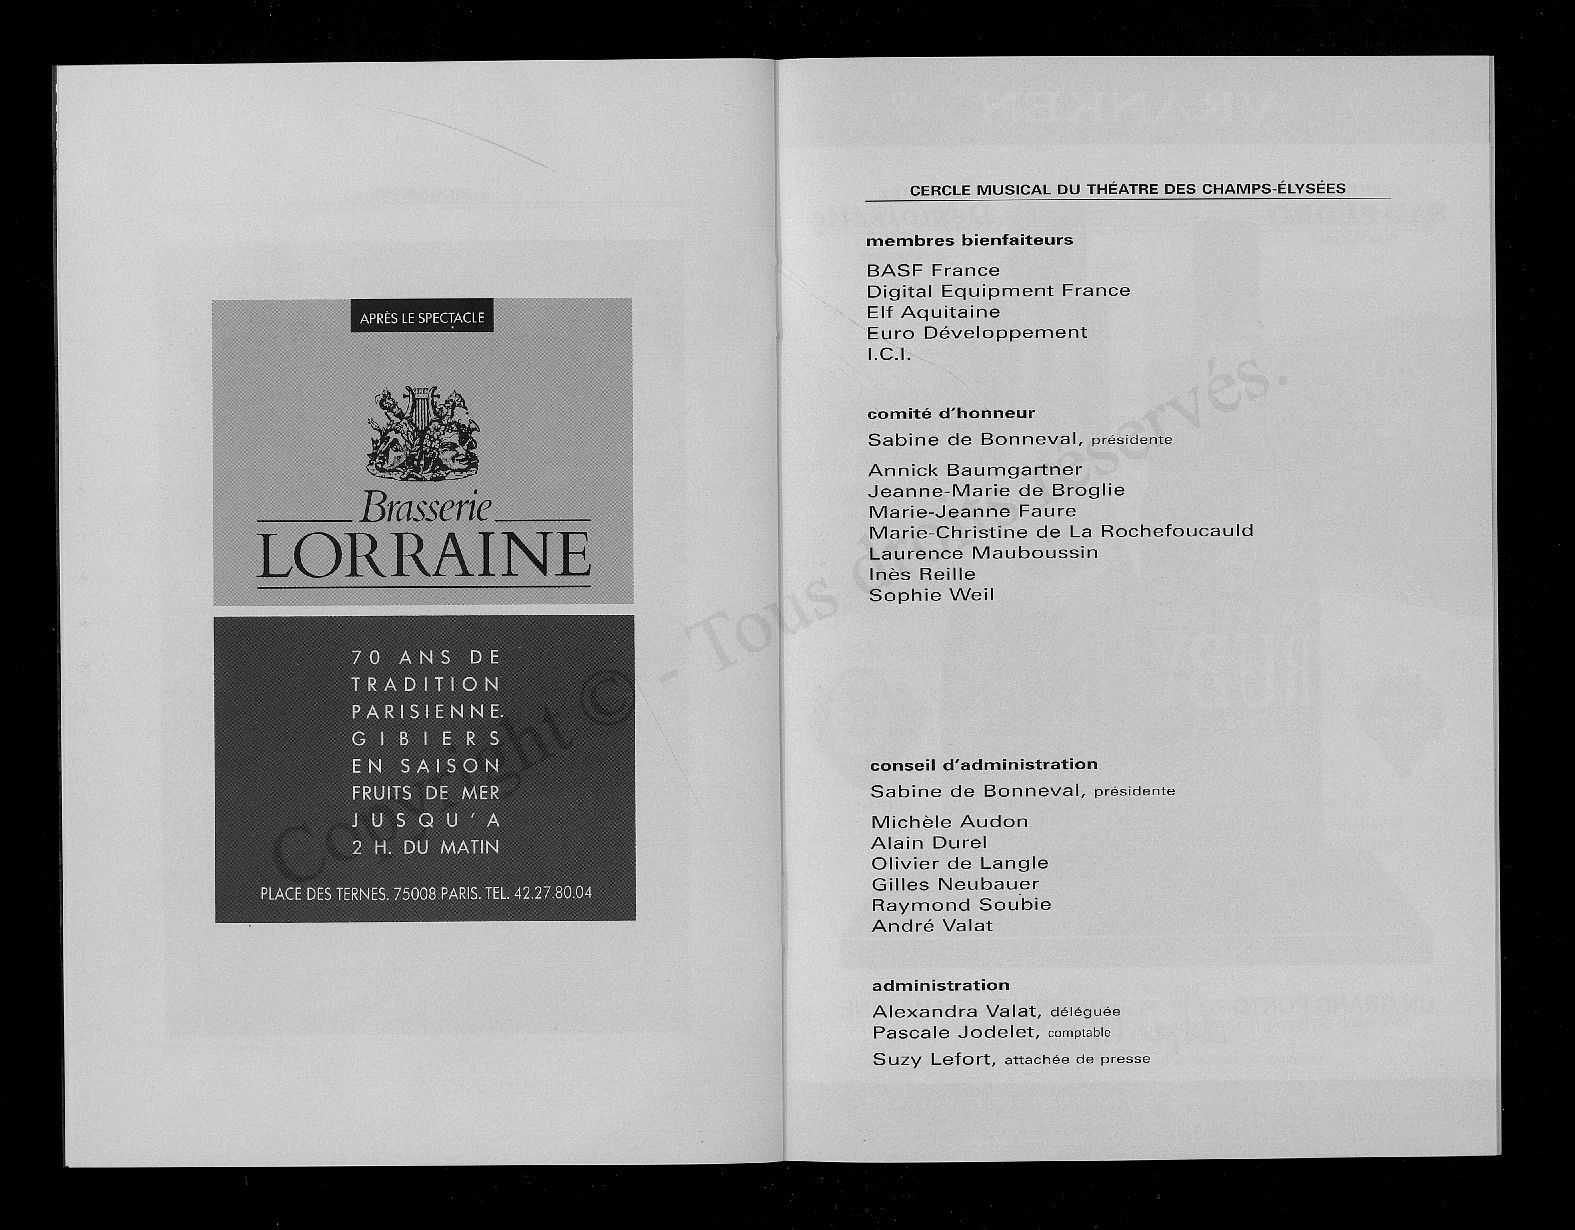 APRÈS LE SPECTACLE
Brasserie
LORRAINE
70 ANS DE
TRADITION
PARISIENNE.
GIBIERS
EN SAISON
FRUITS DE MER
JUSQU'A
2 H. DU MATIN
PLACE DES TERNES. 75008 PARIS. TEL. 42.27.80.04
CERCLE MUSICAL DU THÉATRE DES CHAMPS-ÉLYSÉES
membres bienfaiteurs
BASF France
Digital Equipment France
Elf Aquitaine
Euro Développement
I.C.I.
comité d'honneur
Sabine de Bonneval, présidente
Annick Baumgartner
Jeanne-Marie de Broglie
Marie-Jeanne Faure
Marie-Christine de La Rochefoucauld
Laurence Mauboussin
Inès Reille
Sophie Weil
conseil d'administration
Sabine de Bonneval, présidente
Michèle Audon
Alain Durel
Olivier de Langle
Gilles Neubauer
Raymond Soubie
André Valat
administration
Alexandra Valat, déléguée
Pascale Jodelet, comptable
Suzy Lefort, attachée de presse
Copyright © - Tous droits réservés.